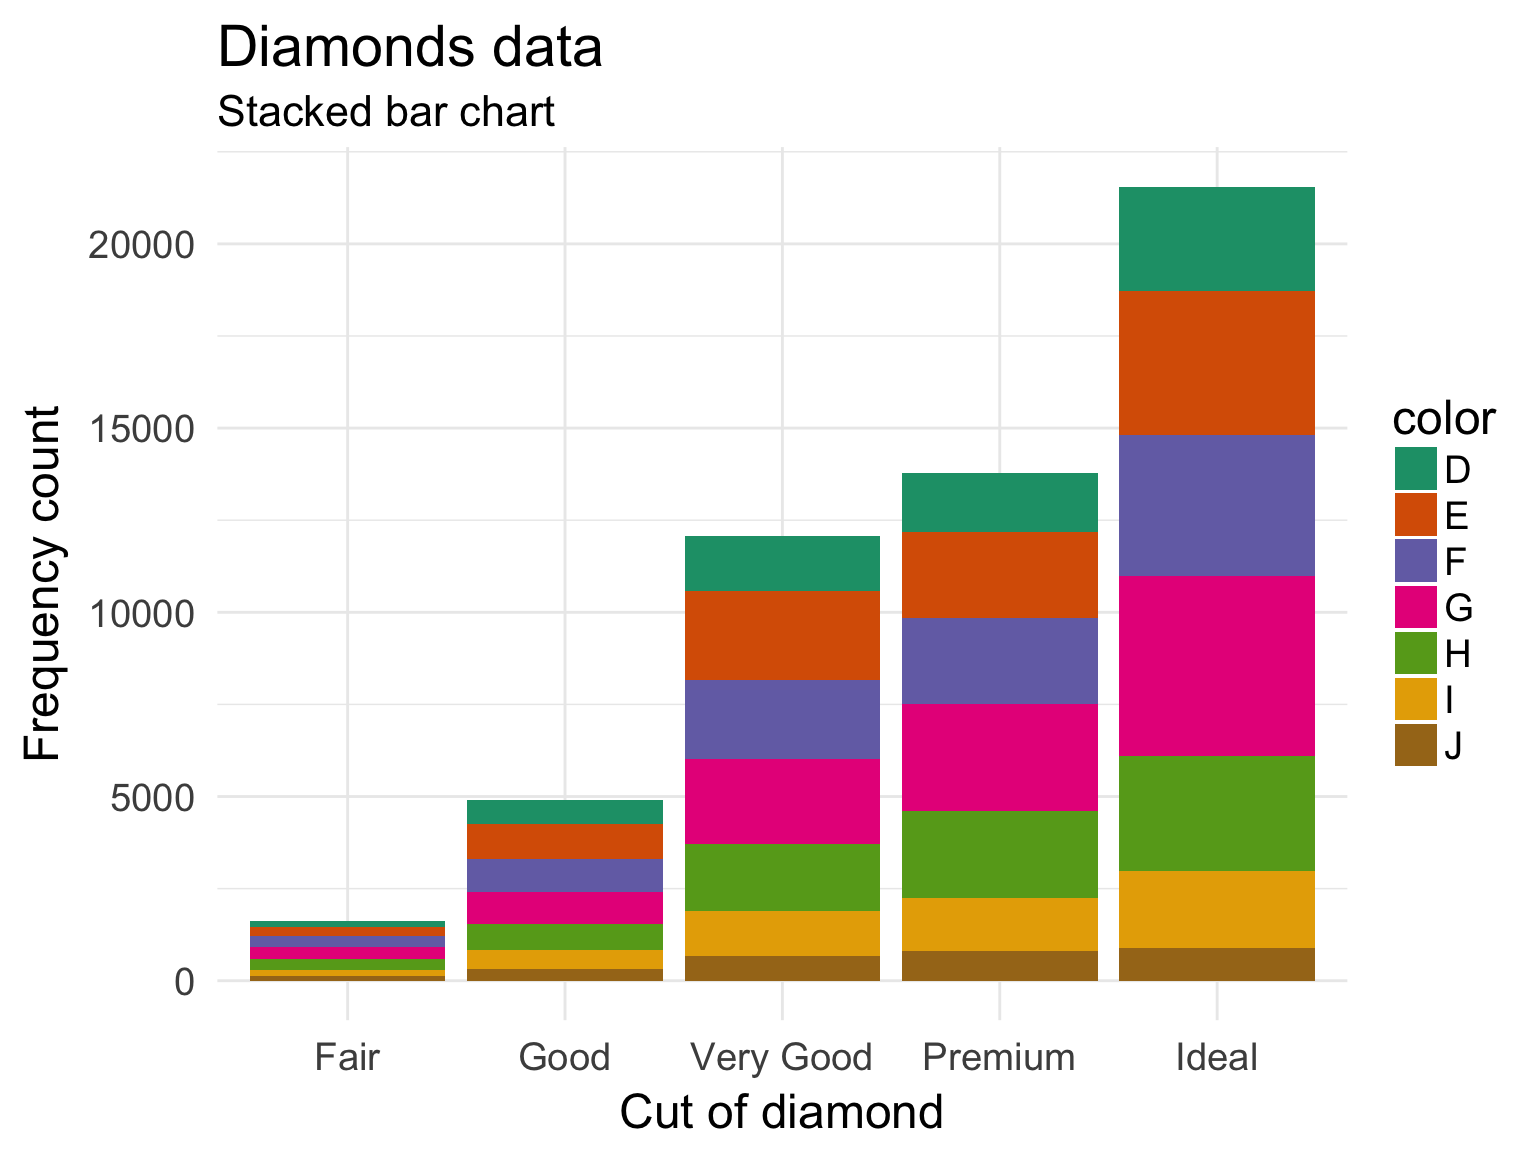 Diamonds data
Stacked bar chart
Frequency count
20000
15000
10000
5000
0
Fair Good Very Good Premium Ideal
Cut of diamond
color
D
E
F
G
H
I
J